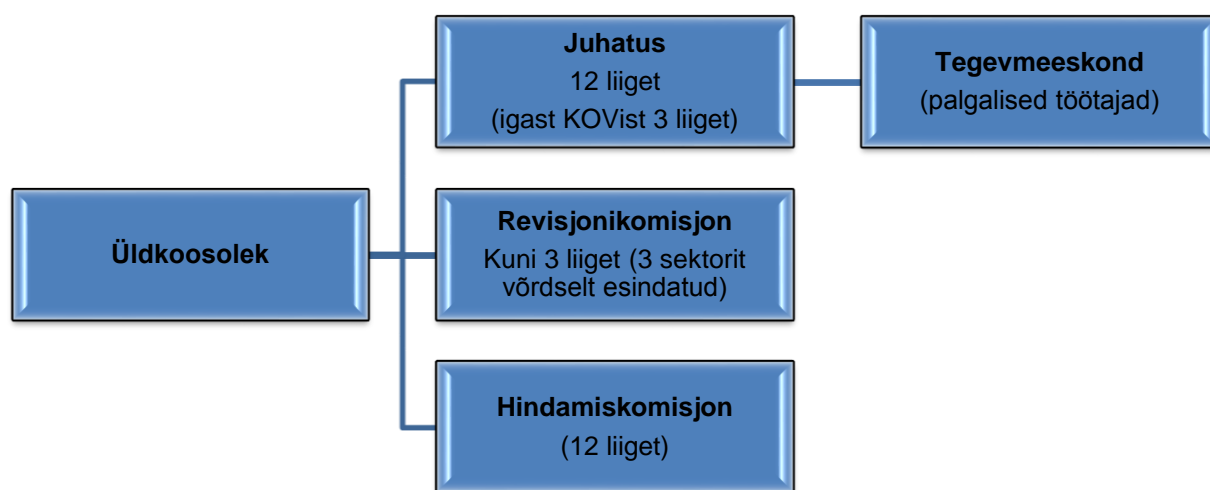 Juhatus
12 liiget
(igast KOVist 3 liiget)
Tegevmeeskond
(palgalised töötajad)
Üldkoosolek
Revisjonikomisjon
Kuni 3 liiget (3 sektorit
võrdselt esindatud)
Hindamiskomisjon
(12 liiget)